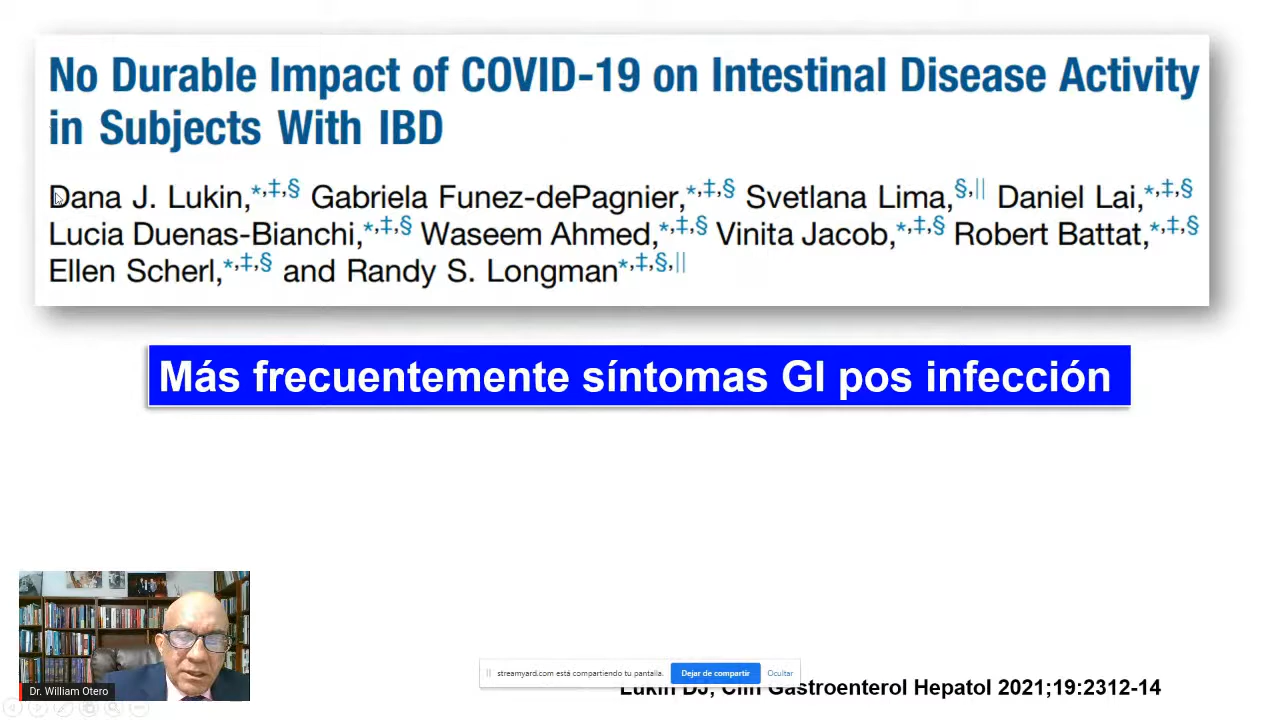 No Durable Impact of COVID-19 on Intestinal Disease Activity
in Subjects With IBD
Dana J. Lukin,*,‡,§ Gabriela Funez-dePagnier,*,‡,§ Svetlana Lima,§,|| Daniel Lai,*,‡,§
Lucia Duenas-Bianchi,*,‡,§ Waseem Ahmed,*,‡,§ Vinita Jacob,*,‡,§ Robert Battat,*,‡,§
Ellen Scherl,*,‡,§ and Randy S. Longman*,‡,§,||
Más frecuentemente síntomas GI pos infección
streamyard.com está compartiendo tu pantalla. Dejar de compartir Ocultar
Lukin DJ, Clin Gastroenterol Hepatol 2021;19:2312-14
Dr. William Otero